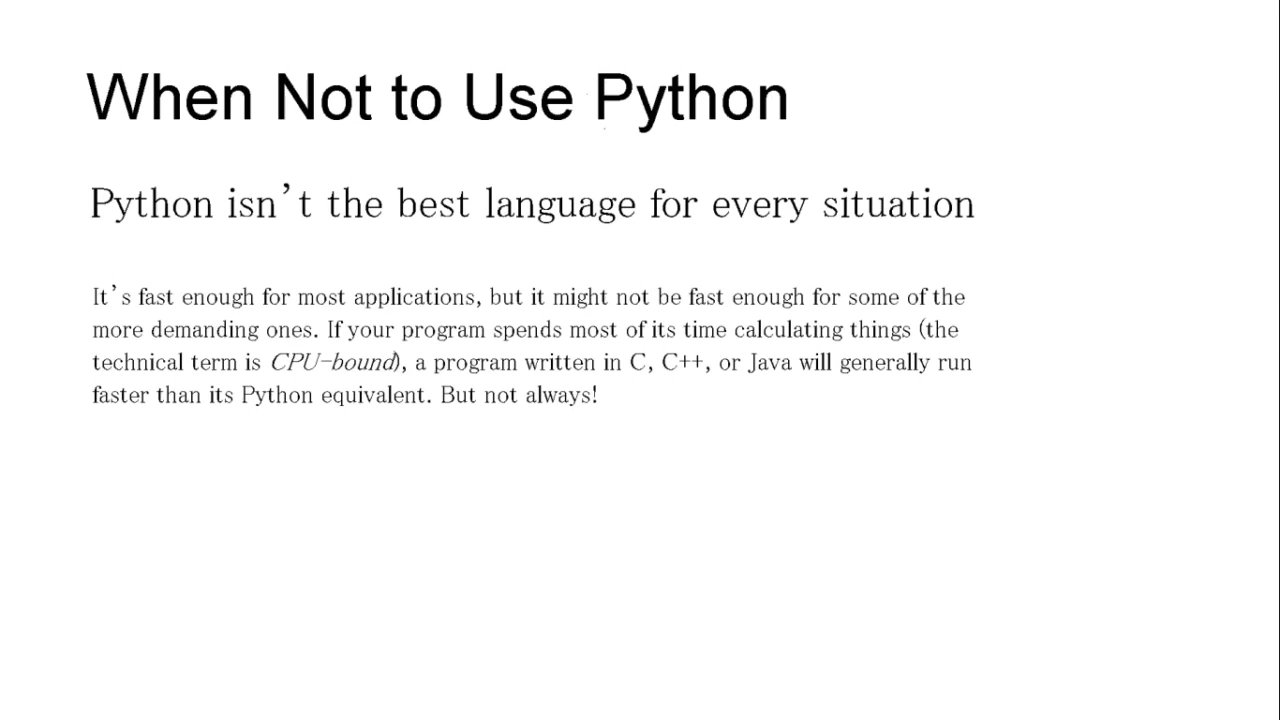 When Not to Use Python
Python isn’t the best language for every situation
It’s fast enough for most applications, but it might not be fast enough for some of the
more demanding ones. If your program spends most of its time calculating things (the
technical term is CPU-bound), a program written in C, C++, or Java will generally run
faster than its Python equivalent. But not always!